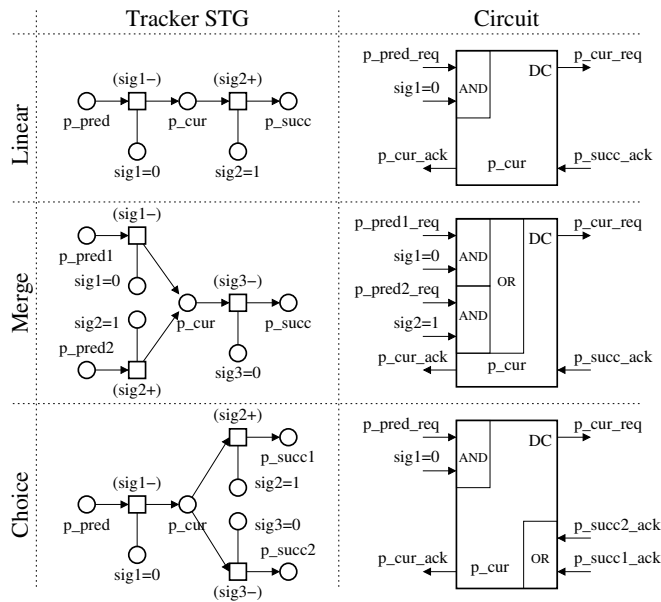 Tracker STG
Circuit
Linear
(sig1-)
(sig2+)
p_pred
p_cur
p_succ
sig1=0
sig2=1
p_pred_req
sig1=0
AND
DC
p_cur_req
p_cur_ack
p_cur
p_succ_ack
Merge
(sig1-)
p_pred1
sig1=0
(sig3-)
sig2=1
p_cur
p_succ
p_pred2
(sig2+)
sig3=0
p_pred1_req
sig1=0
AND
p_pred2_req
sig2=1
AND
OR
DC
p_cur_req
p_cur_ack
p_cur
p_succ_ack
Choice
(sig2+)
p_succ1
(sig1-)
sig2=1
p_pred
p_cur
sig3=0
p_succ2
sig1=0
(sig3-)
p_pred_req
sig1=0
AND
DC
p_cur_req
p_succ2_ack
p_cur_ack
p_cur
OR
p_succ1_ack